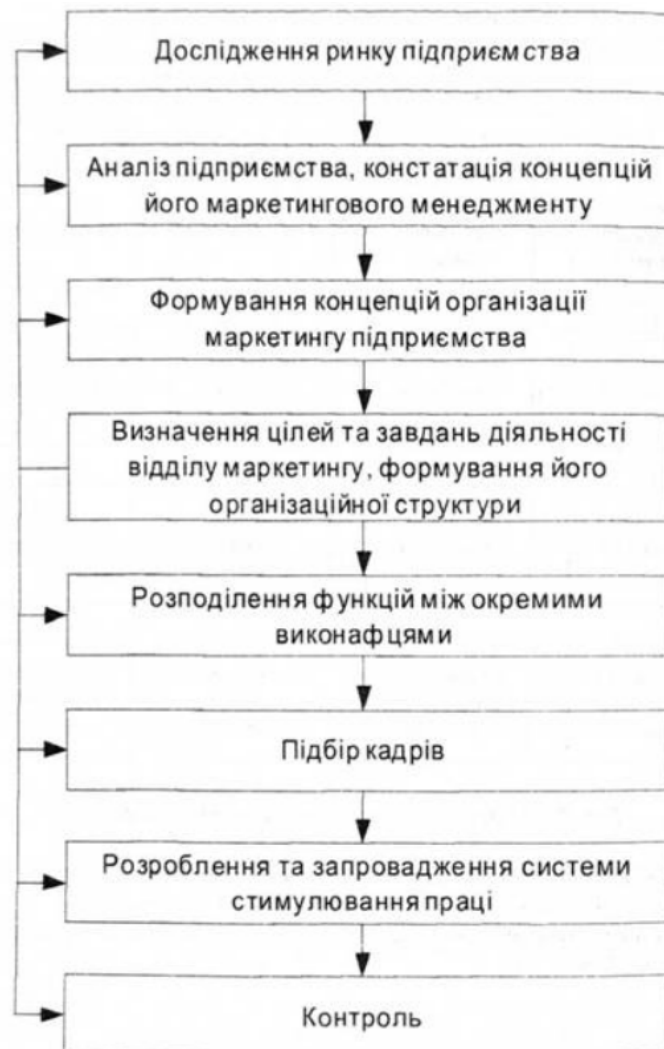 Дослідження ринку підприємства
Аналіз підприємства, констатація концепцій
його маркетингового менеджменту
Формування концепцій організації
маркетингу підприємства
Визначення цілей та завдань діяльності
відділу маркетингу, формування його
організаційної структури
Розподілення функцій між окремими
виконафцями
Підбір кадрів
Розроблення та запровадження системи
стимулювання праці
Контроль